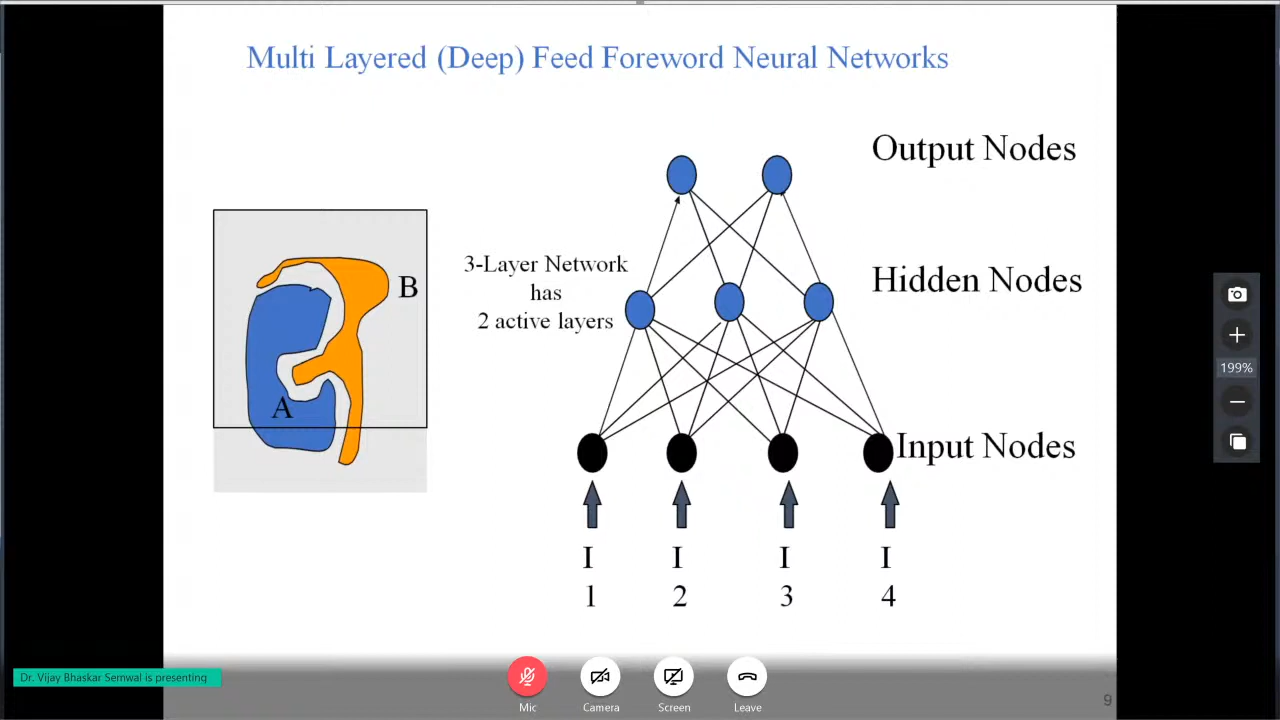 Multi Layered (Deep) Feed Foreword Neural Networks
Output Nodes
3-Layer Network
has
2 active layers
Hidden Nodes
B
A
Input Nodes
I I I I
1 2 3 4
199%
Dr. Vijay Bhaskar Semwal is presenting
Mic Camera Screen Leave
9